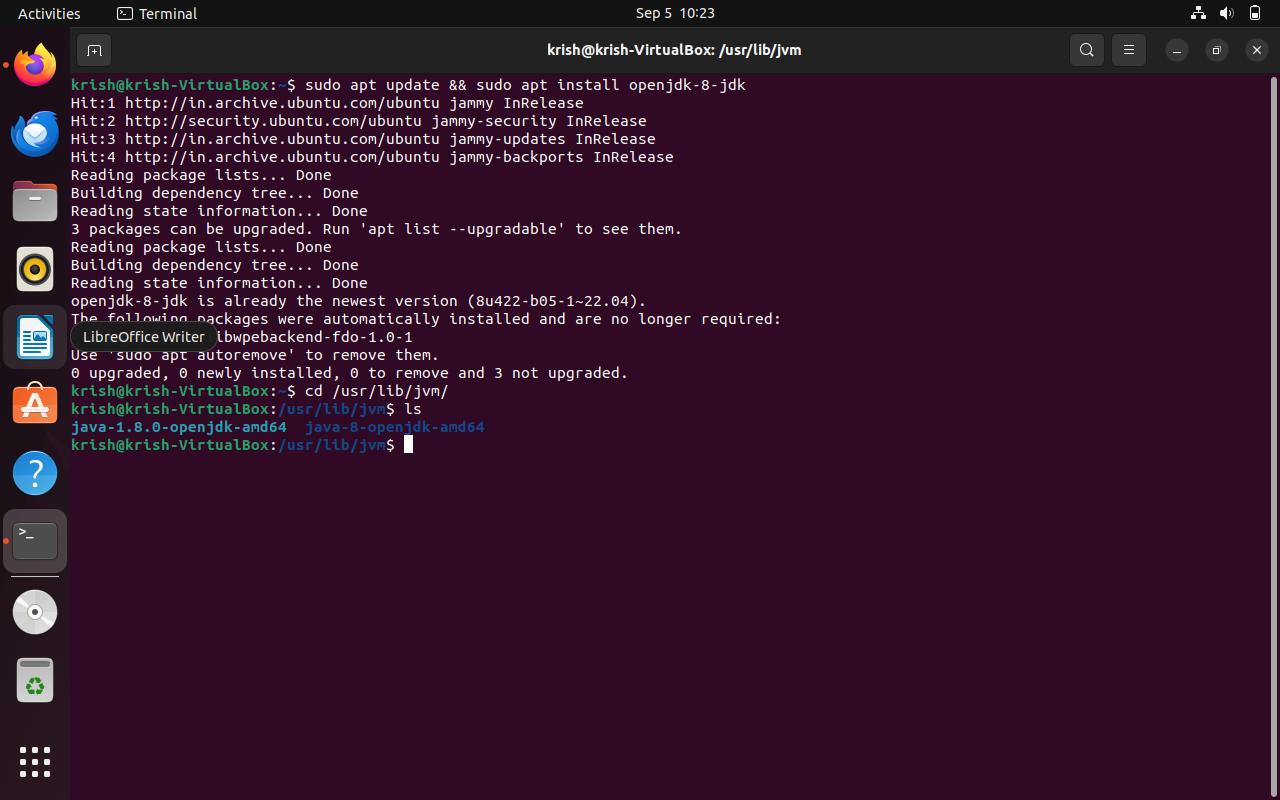 Activities
Terminal
Sep 5 10:23
krish@krish-VirtualBox: /usr/lib/jvm
krish@krish-VirtualBox:~$ sudo apt update && sudo apt install openjdk-8-jdk
Hit:1 http://in.archive.ubuntu.com/ubuntu jammy InRelease
Hit:2 http://security.ubuntu.com/ubuntu jammy-security InRelease
Hit:3 http://in.archive.ubuntu.com/ubuntu jammy-updates InRelease
Hit:4 http://in.archive.ubuntu.com/ubuntu jammy-backports InRelease
Reading package lists... Done
Building dependency tree... Done
Reading state information... Done
3 packages can be upgraded. Run 'apt list --upgradable' to see them.
Reading package lists... Done
Building dependency tree... Done
Reading state information... Done
openjdk-8-jdk is already the newest version (8u422-b05-1~22.04).
The following packages were automatically installed and are no longer required:
LibreOffice Writer
ibwpebackend-fdo-1.0-1
Use 'sudo apt autoremove' to remove them.
0 upgraded, 0 newly installed, 0 to remove and 3 not upgraded.
krish@krish-VirtualBox:~$ cd /usr/lib/jvm/
krish@krish-VirtualBox:/usr/lib/jvm$ ls
java-1.8.0-openjdk-amd64  java-8-openjdk-amd64
krish@krish-VirtualBox:/usr/lib/jvm$